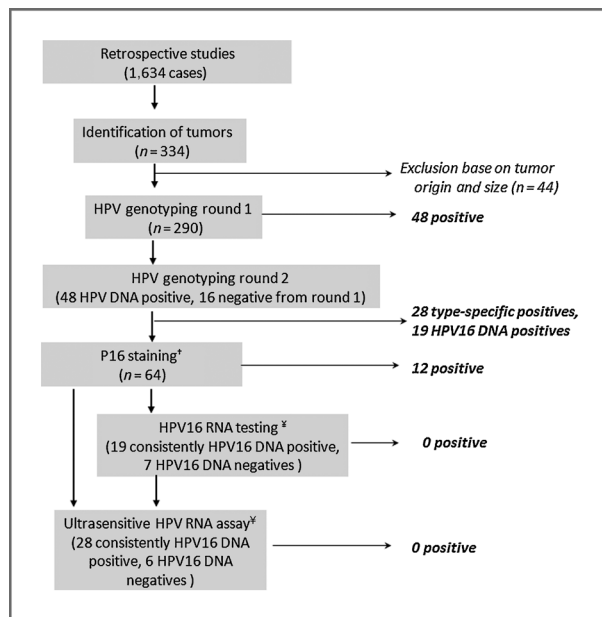 Retrospective studies
(1,634 cases)
Identification of tumors
(n = 334)
Exclusion base on tumor
origin and size (n = 44)
HPV genotyping round 1
(n = 290)
48 positive
HPV genotyping round 2
(48 HPV DNA positive, 16 negative from round 1)
28 type-specific positives,
19 HPV16 DNA positives
P16 staining†
(n = 64)
12 positive
HPV16 RNA testing ¥
(19 consistently HPV16 DNA positive,
7 HPV16 DNA negatives )
0 positive
Ultrasensitive HPV RNA assay¥
(28 consistently HPV16 DNA
positive, 6 HPV16 DNA
negatives )
0 positive